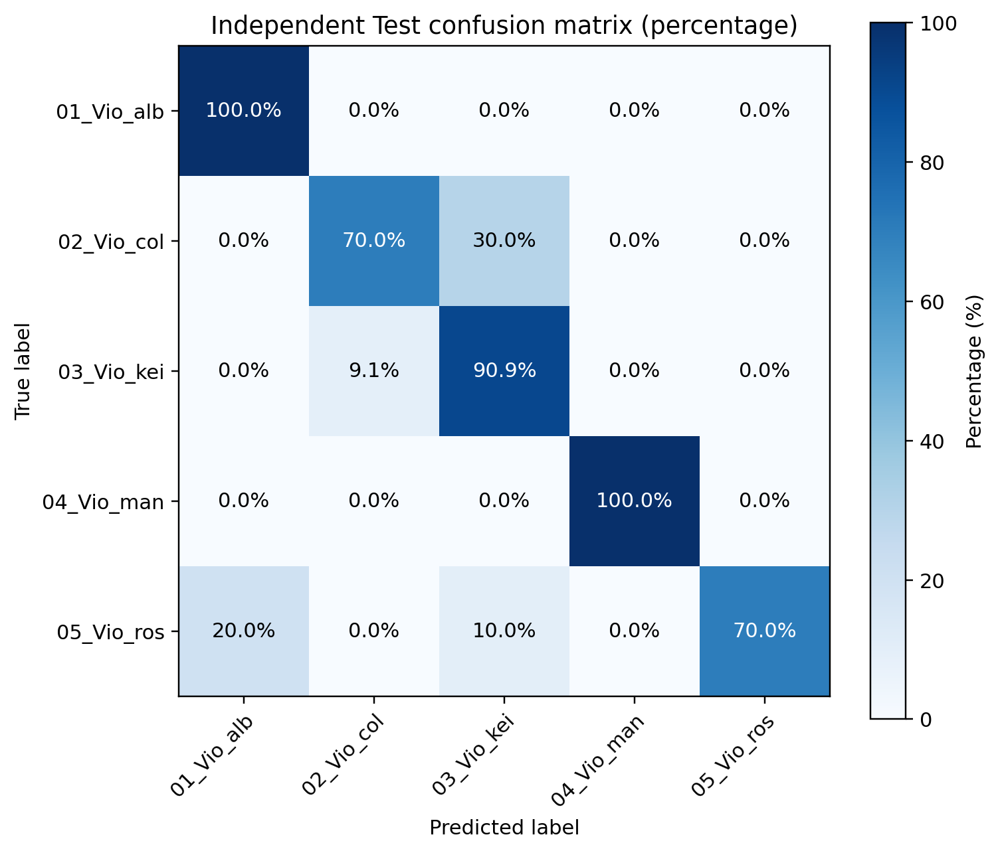 Independent Test confusion matrix (percentage)
True label
01_Vio_alb 100.0% 0.0% 0.0% 0.0% 0.0%
02_Vio_col 0.0% 70.0% 30.0% 0.0% 0.0%
03_Vio_kei 0.0% 9.1% 90.9% 0.0% 0.0%
04_Vio_man 0.0% 0.0% 0.0% 100.0% 0.0%
05_Vio_ros 20.0% 0.0% 10.0% 0.0% 70.0%
01_Vio_alb 02_Vio_col 03_Vio_kei 04_Vio_man 05_Vio_ros
Predicted label
100
80
60
40
20
0
Percentage (%)